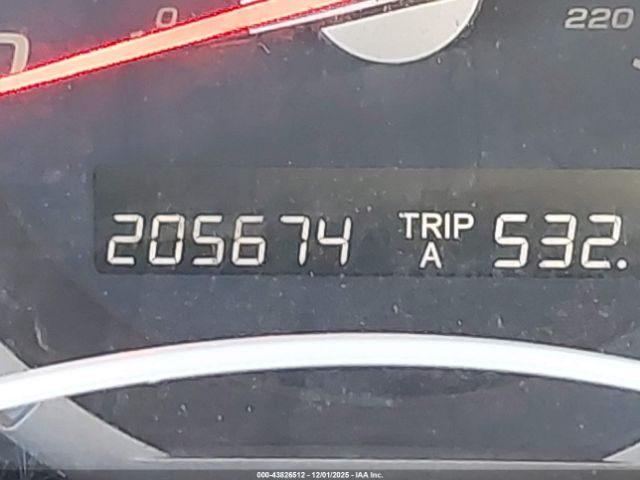 0 220
205674 TRIP A 532.
000-43826512 - 12/01/2025 - IAA Inc.